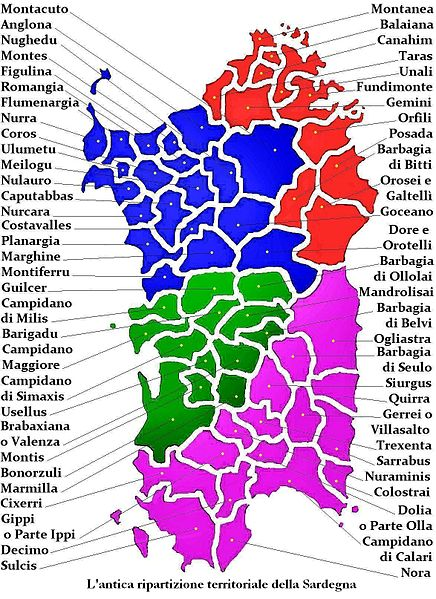 Montacuto
Anglona
Nughedu
Montes
Figulina
Romangia
Flumenargia
Nurra
Coros
Ulumetu
Meilogu
Nulauro
Caputabbas
Nurcara
Costavalles
Planargia
Marghine
Montiferru
Guilcer
Campidano
di Milis
Barigadu
Campidano
Maggiore
Campidano
di Simaxis
Usellus
Brabaxiana
o Valenza
Montis
Bonorzuli
Marmilla
Cixerri
Gippi
o Parte Ippi
Decimo
Sulcis
Montanea
Balaiana
Canahim
Taras
Unali
Fundimonte
Gemini
Orfili
Posada
Barbagia
di Bitti
Orosei e
Galtelli
Goceano
Dore e
Orotelli
Barbagia
di Ollolai
Mandrolisai
Barbagia
di Belvi
Ogliastra
Barbagia
di Seulo
Siurgus
Quirra
Gerrei o
Villasalto
Trexenta
Sarrabus
Nuraminis
Colostrai
Dolia
o Parte Olla
Campidano
di Calari
Nora
L'antica ripartizione territoriale della Sardegna